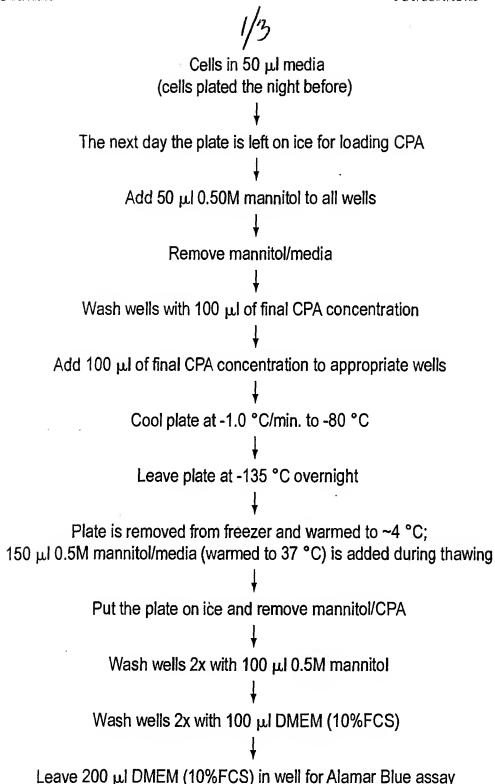 1/3
Cells in 50 µl media
(cells plated the night before)
The next day the plate is left on ice for loading CPA
Add 50 µl 0.50M mannitol to all wells
Remove mannitol/media
Wash wells with 100 µl of final CPA concentration
Add 100 µl of final CPA concentration to appropriate wells
Cool plate at -1.0 °C/min. to -80 °C
Leave plate at -135 °C overnight
Plate is removed from freezer and warmed to ~4 °C;
150 µl 0.5M mannitol/media (warmed to 37 °C) is added during thawing
Put the plate on ice and remove mannitol/CPA
Wash wells 2x with 100 µl 0.5M mannitol
Wash wells 2x with 100 µl DMEM (10%FCS)
Leave 200 µl DMEM (10%FCS) in well for Alamar Blue assay